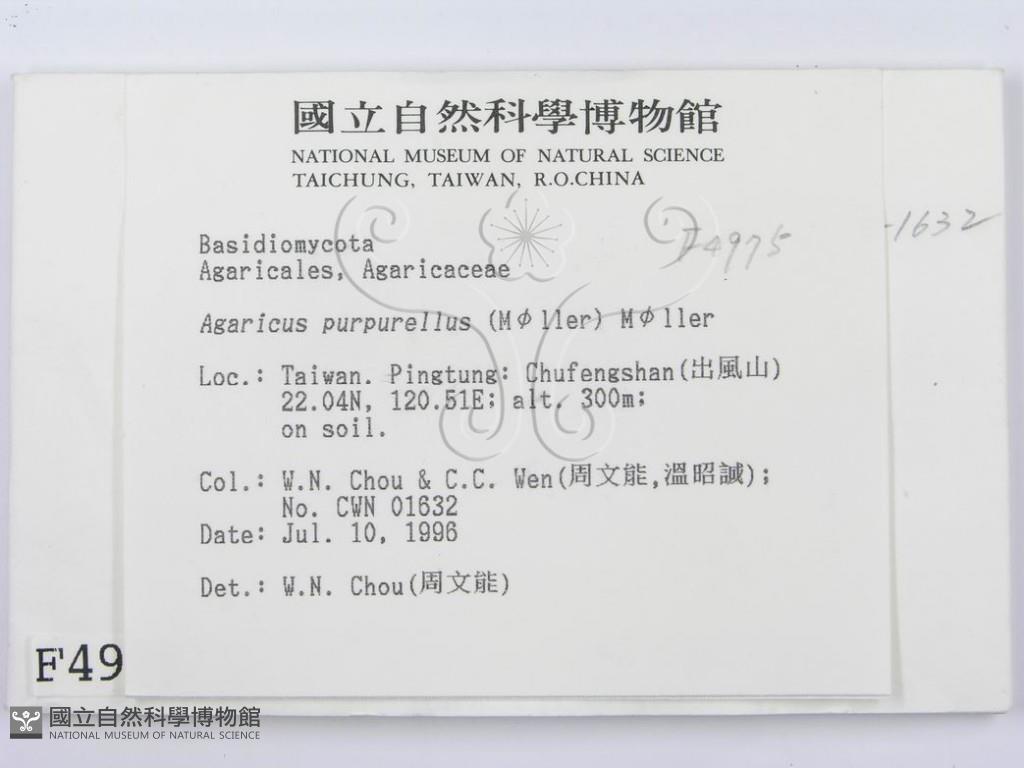 國立自然科學博物館
NATIONAL MUSEUM OF NATURAL SCIENCE
TAICHUNG, TAIWAN, R.O.CHINA
F4975
-1632
Basidiomycota
Agaricales, Agaricaceae
Agaricus purpurellus (Mφller) Mφller
Loc.: Taiwan. Pingtung: Chufengshan(出風山)
22.04N, 120.51E; alt. 300m;
on soil.
Col.: W.N. Chou & C.C. Wen(周文能,溫昭誠);
No. CWN 01632
Date: Jul. 10, 1996
Det.: W.N. Chou(周文能)
F49
國立自然科學博物館
NATIONAL MUSEUM OF NATURAL SCIENCE